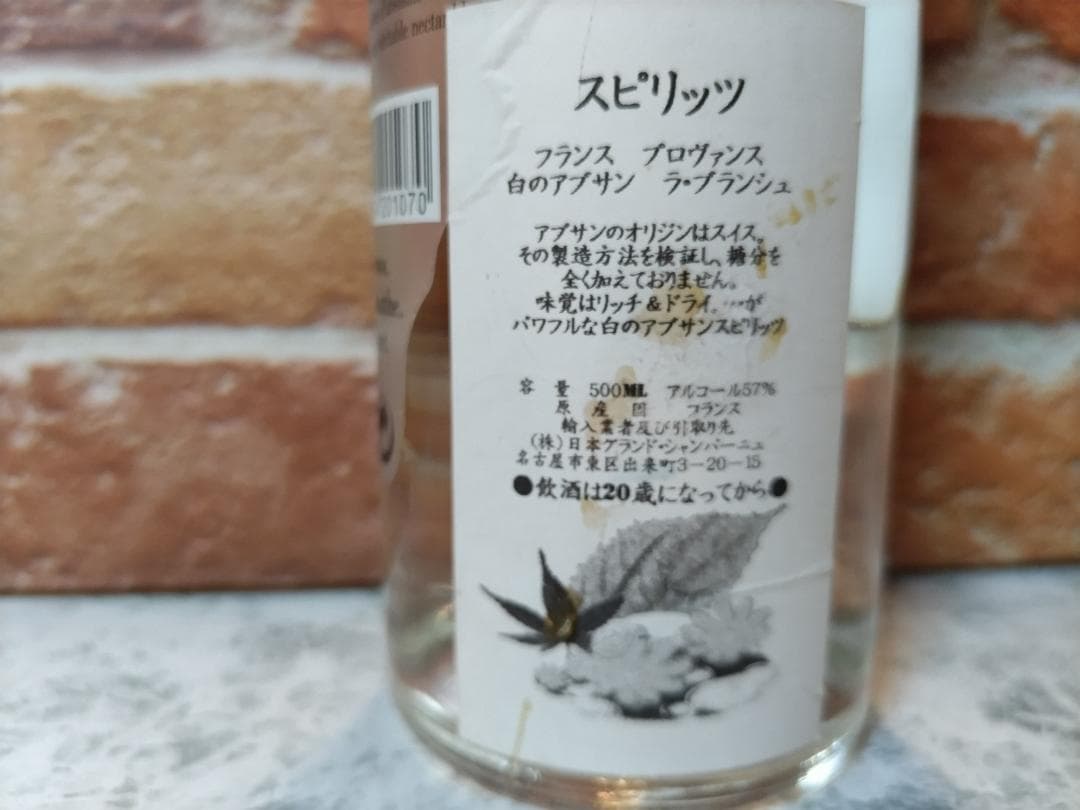 nectar
201070
スピリッツ
フランス プロヴァンス
白のアブサン ラ・ブランシュ
アブサンのオリジンはスイス。
その製造方法を検証し、糖分を
全く加えておりません。
味覚はリッチ&ドライ。…が
パワフルな白のアブサンスピリッツ
容量 500ML アルコール57%
原産国 フランス
輸入業者及び引取り先
(株)日本グランド・シャンパーニュ
名古屋市東区出来町3-20-15
●飲酒は20歳になってから●